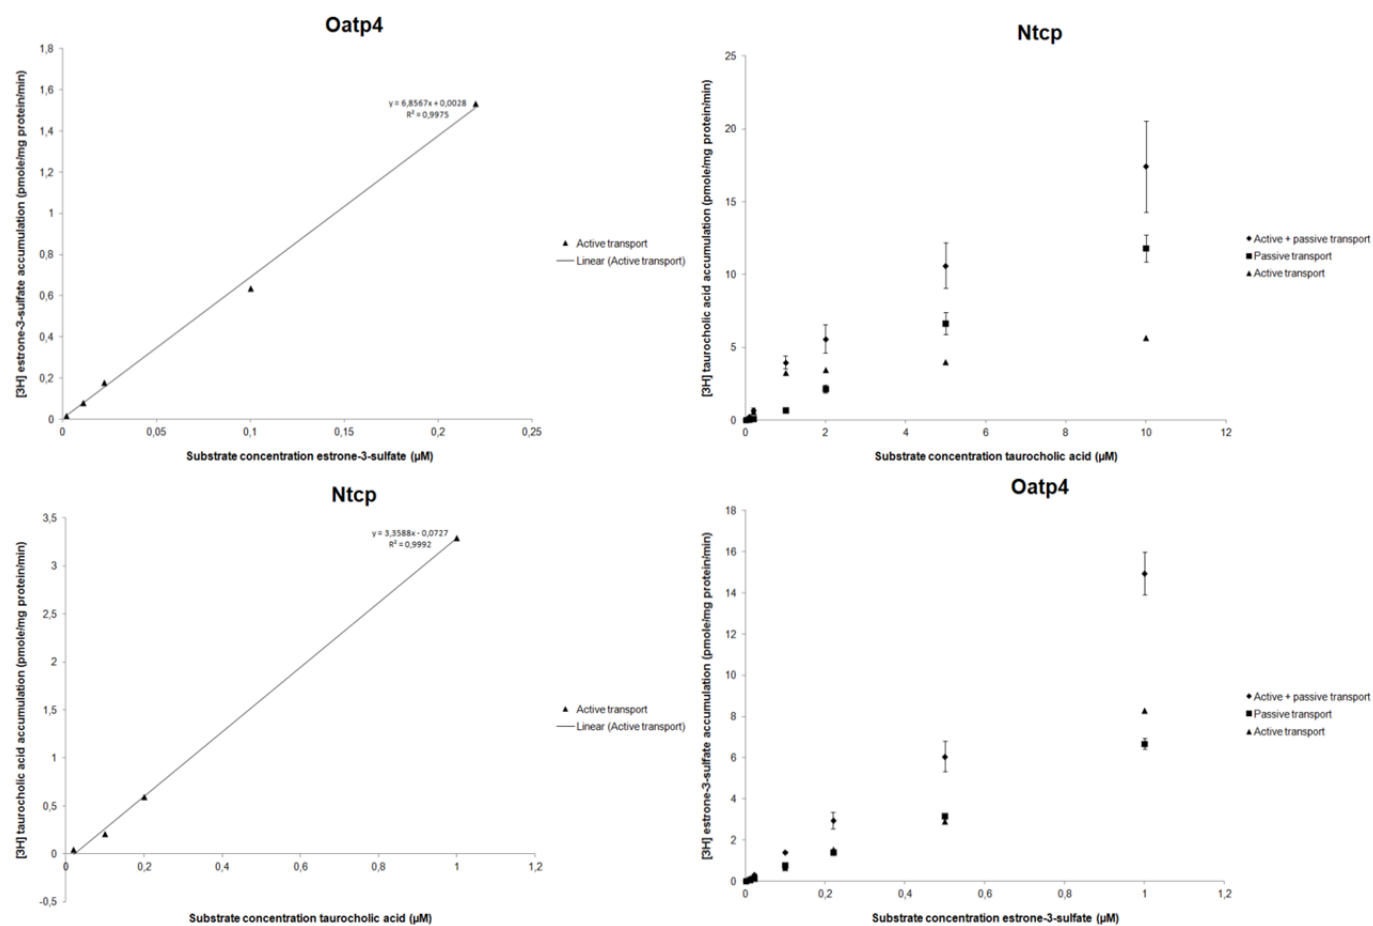 Oatp4
[3H] estrone-3-sulfate accumulation (pmole/mg protein/min)
1,8
1,6
1,4
1,2
1
0,8
0,6
0,4
0,2
0
y = 6,8567x + 0,0028
R² = 0,9975
0 0,05 0,1 0,15 0,2 0,25
Substrate concentration estrone-3-sulfate (µM)
Active transport
Linear (Active transport)
Ntcp
[3H] taurocholic acid accumulation (pmole/mg protein/min)
25
20
15
10
5
0
0 2 4 6 8 10 12
Substrate concentration taurocholic acid (µM)
Active + passive transport
Passive transport
Active transport
Ntcp
[3H] taurocholic acid accumulation (pmole/mg protein/min)
3,5
3
2,5
2
1,5
1
0,5
0
-0,5
y = 3,3588x - 0,0727
R² = 0,9992
0 0,2 0,4 0,6 0,8 1 1,2
Substrate concentration taurocholic acid (µM)
Active transport
Linear (Active transport)
Oatp4
[3H] estrone-3-sulfate accumulation (pmole/mg protein/min)
18
16
14
12
10
8
6
4
2
0
0 0,2 0,4 0,6 0,8 1 1,2
Substrate concentration estrone-3-sulfate (µM)
Active + passive transport
Passive transport
Active transport